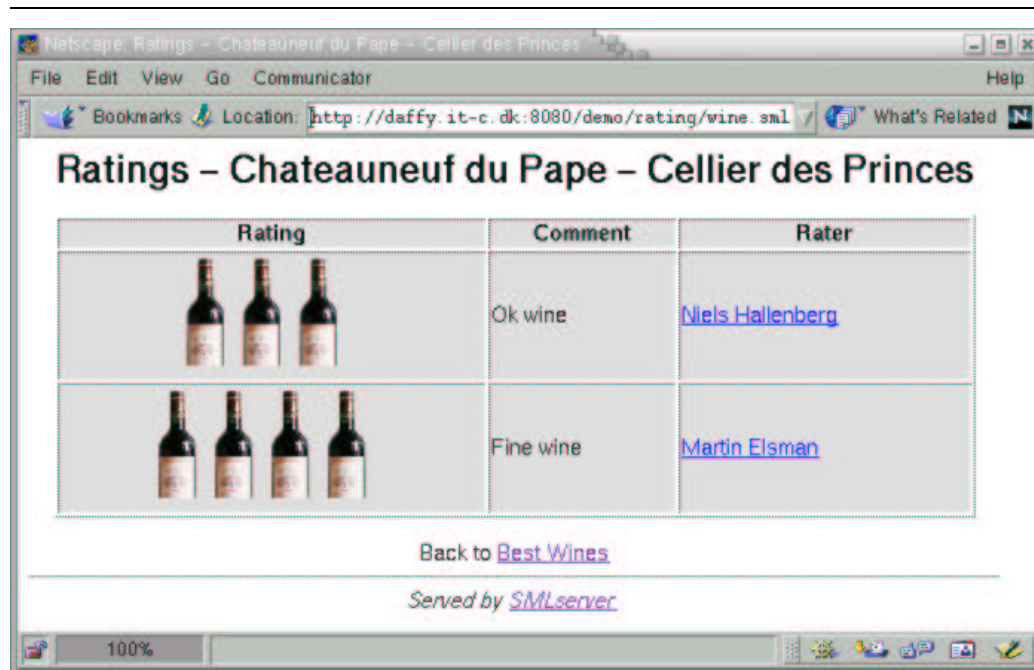 Netscape: Ratings – Chateauneuf du Pape – Cellier des Princes
File Edit View Go Communicator Help
Bookmarks Location: http://daffy.it-c.dk:8080/demo/rating/wine.sml What's Related N
Ratings – Chateauneuf du Pape – Cellier des Princes
Rating Comment Rater
Ok wine Niels Hallenberg
Fine wine Martin Elsman
Back to Best Wines
Served by SMLserver
100%